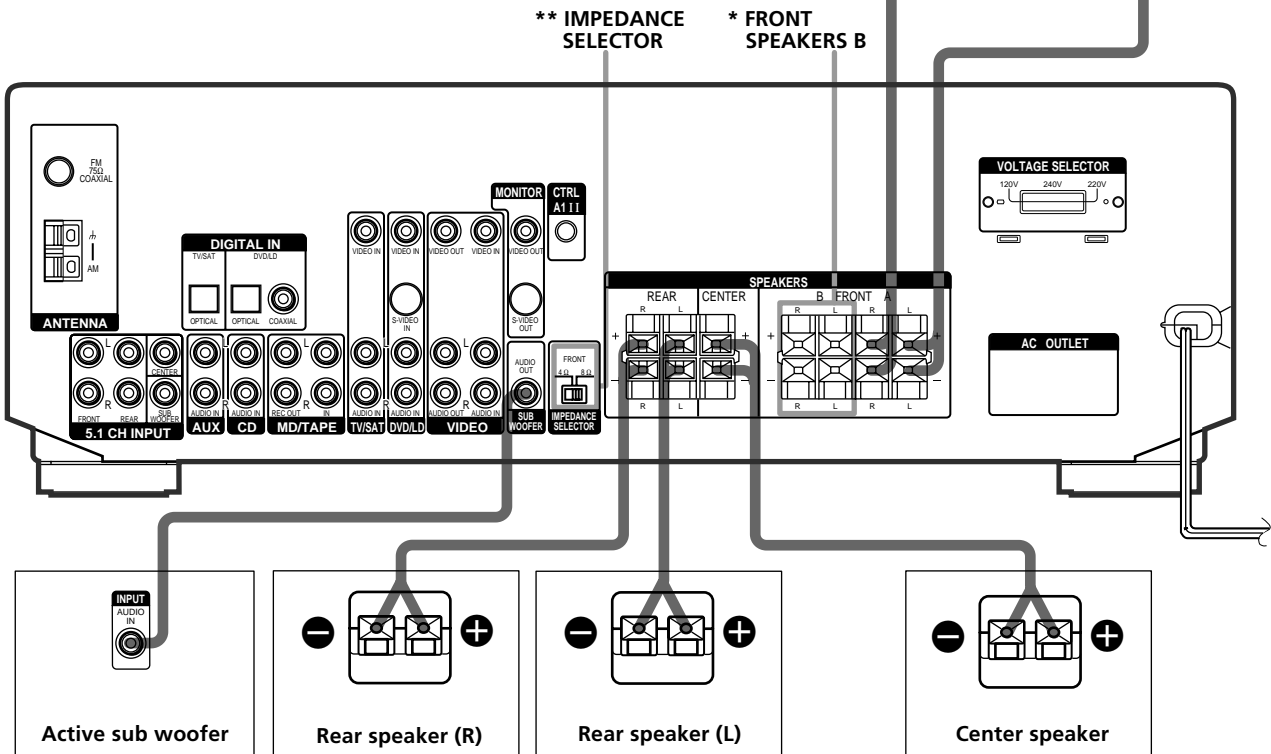 ** IMPEDANCE
SELECTOR
* FRONT
SPEAKERS B
FM
75Ω
COAXIAL
AM
ANTENNA
DIGITAL IN
TV/SAT
DVD/LD
OPTICAL
OPTICAL
COAXIAL
MONITOR
CTRL
A1 II
VIDEO IN
VIDEO IN
VIDEO OUT
VIDEO IN
VIDEO OUT
S-VIDEO
IN
S-VIDEO
OUT
VOLTAGE SELECTOR
120V
240V
220V
SPEAKERS
REAR
CENTER
B FRONT A
R
L
R
L
R
L
+
+
+
+
–
–
–
–
R
L
R
L
R
L
AC OUTLET
L
L
L
L
CENTER
R
R
R
R
FRONT
REAR
SUB
WOOFER
AUDIO IN
AUDIO IN
REC OUT
IN
AUDIO IN
AUDIO IN
AUDIO OUT
AUDIO IN
AUDIO
OUT
FRONT
4Ω
8Ω
5.1 CH INPUT
AUX
CD
MD/TAPE
TV/SAT
DVD/LD
VIDEO
SUB
WOOFER
IMPEDANCE
SELECTOR
INPUT
AUDIO
IN
Active sub woofer
–
+
Rear speaker (R)
–
+
Rear speaker (L)
–
+
Center speaker